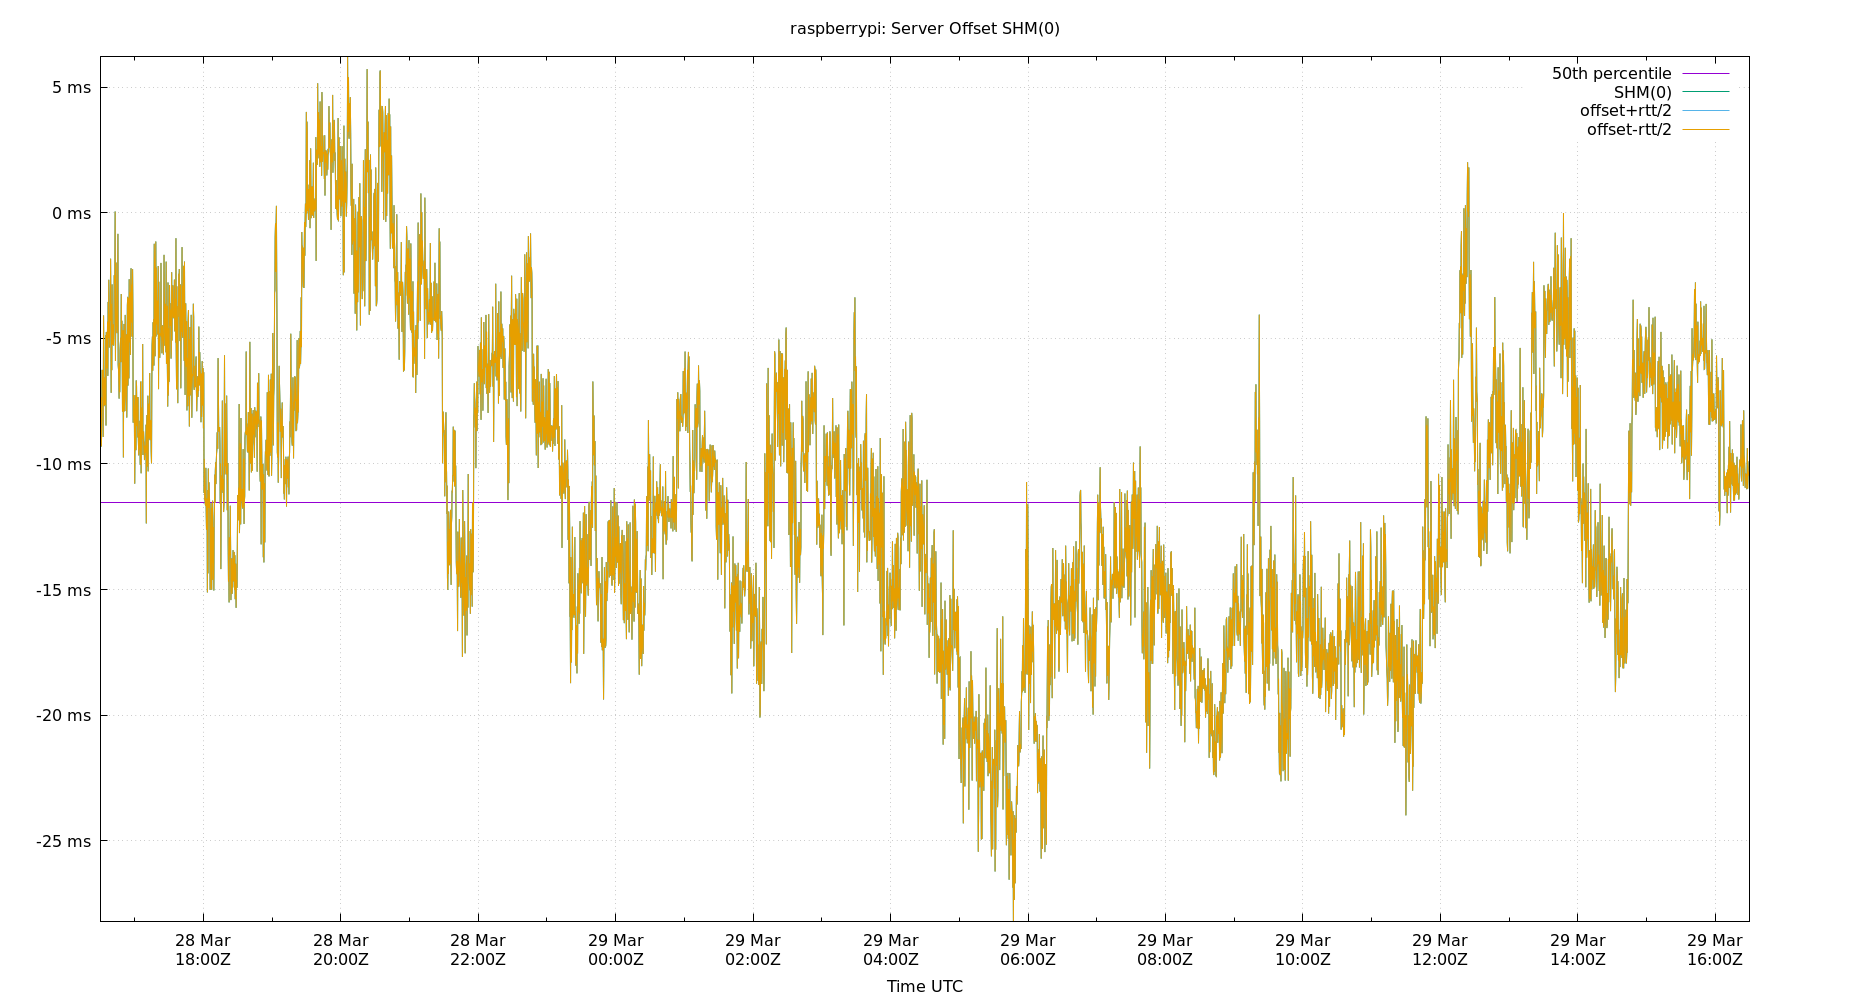 raspberrypi: Server Offset SHM(0)
50th percentile
SHM(0)
offset+rtt/2
offset-rtt/2
5 ms
0 ms
-5 ms
-10 ms
-15 ms
-20 ms
-25 ms
28 Mar 28 Mar 28 Mar 29 Mar 29 Mar 29 Mar 29 Mar 29 Mar 29 Mar 29 Mar 29 Mar 29 Mar
18:00Z 20:00Z 22:00Z 00:00Z 02:00Z 04:00Z 06:00Z 08:00Z 10:00Z 12:00Z 14:00Z 16:00Z
Time UTC